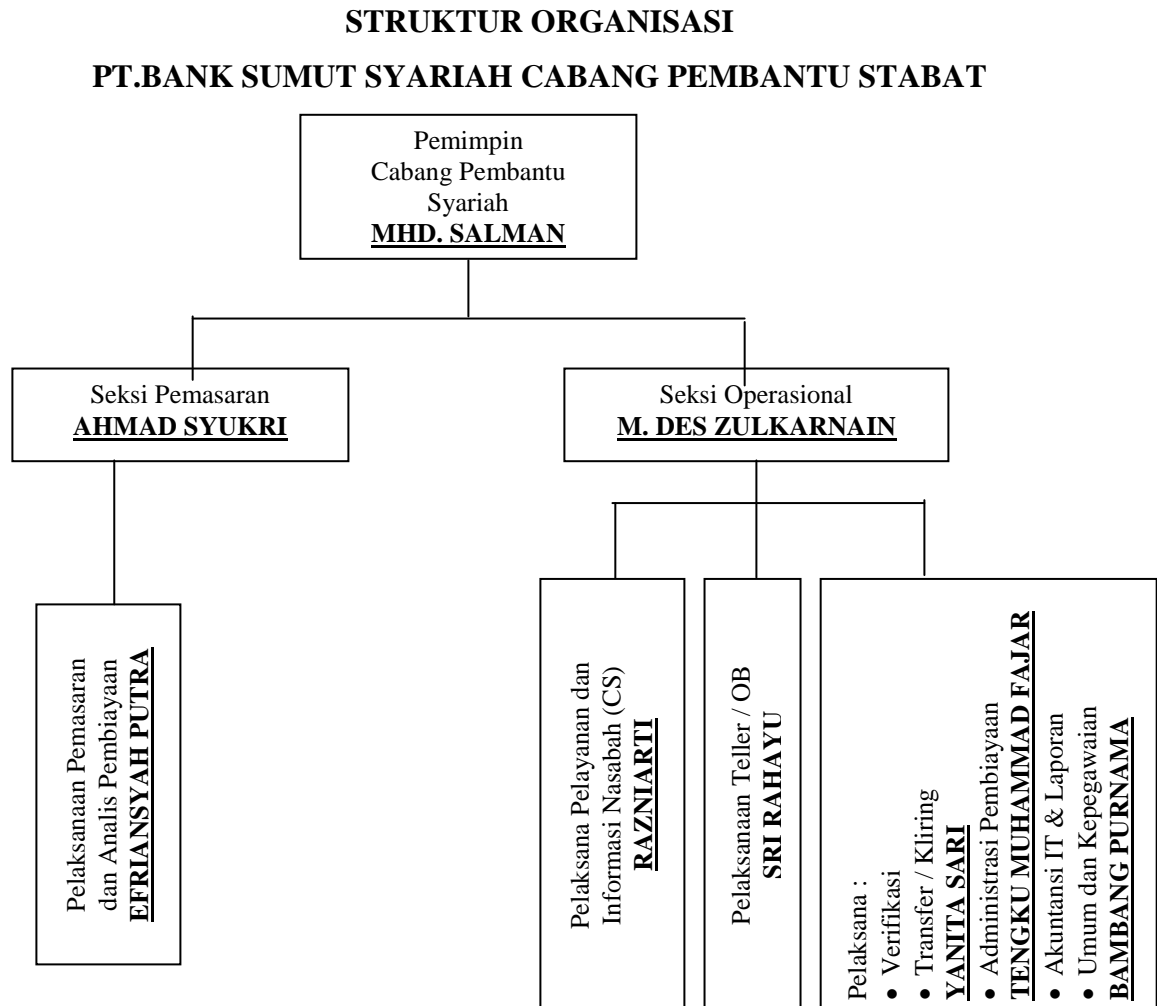 STRUKTUR ORGANISASI
PT.BANK SUMUT SYARIAH CABANG PEMBANTU STABAT
Pemimpin
Cabang Pembantu
Syariah
MHD. SALMAN
Seksi Pemasaran
AHMAD SYUKRI
Seksi Operasional
M. DES ZULKARNAIN
Pelaksanaan Pemasaran
dan Analis Pembiayaan
EFRIANSYAH PUTRA
Pelaksana Pelayanan dan
Informasi Nasabah (CS)
RAZNIARTI
Pelaksanaan Teller / OB
SRI RAHAYU
Pelaksana :
• Verifikasi
• Transfer / Kliring
YANITA SARI
• Administrasi Pembiayaan
TENGKU MUHAMMAD FAJAR
• Akuntansi IT & Laporan
• Umum dan Kepegawaian
BAMBANG PURNAMA